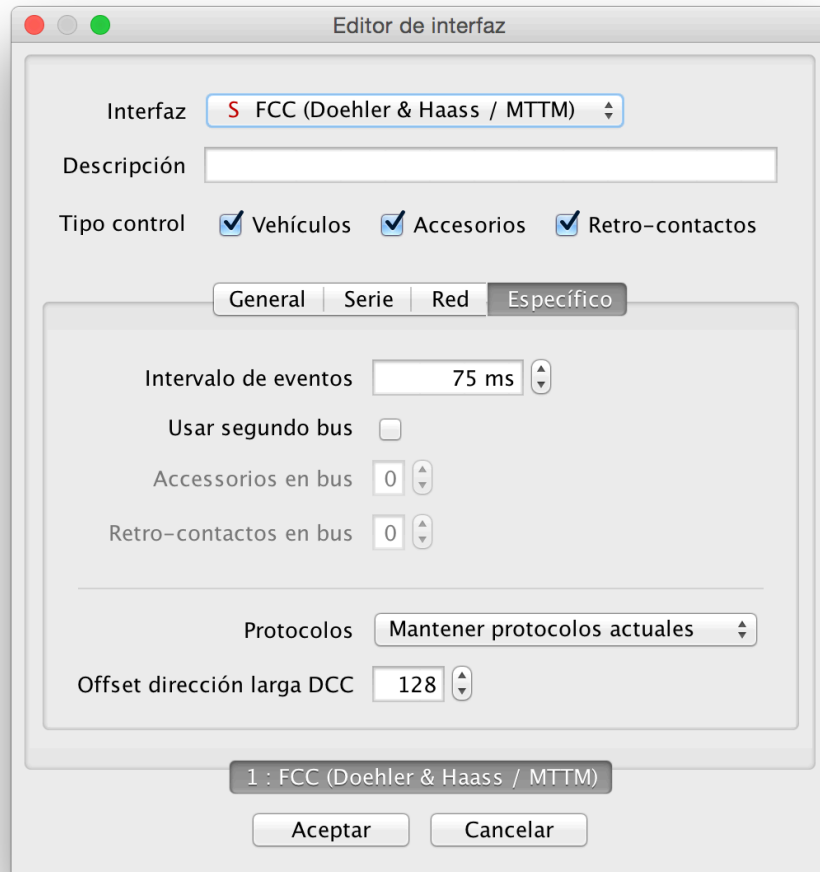 Editor de interfaz
Interfaz S FCC (Doehler & Haass / MTTM)
Descripción
Tipo control Vehículos Accesorios Retro-contactos
General Serie Red Específico
Intervalo de eventos 75 ms
Usar segundo bus
Accessorios en bus 0
Retro-contactos en bus 0
Protocolos Mantener protocolos actuales
Offset dirección larga DCC 128
1 : FCC (Doehler & Haass / MTTM)
Aceptar Cancelar